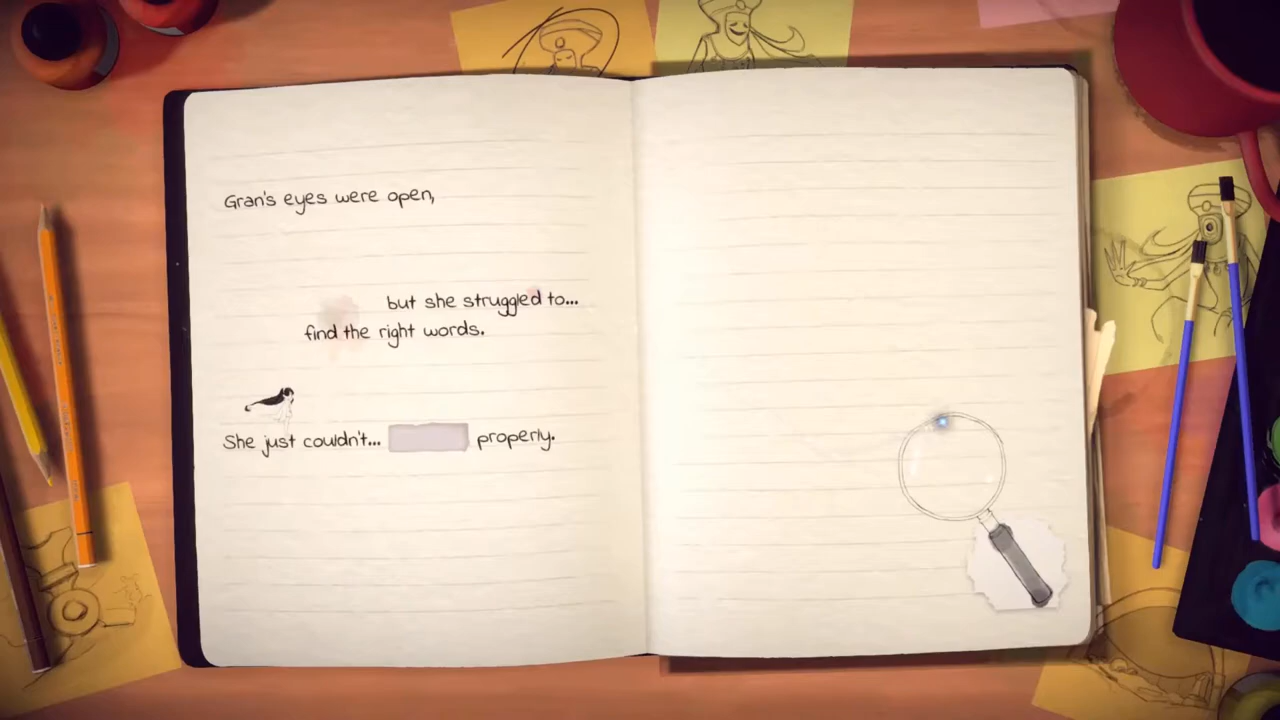 Gran's eyes were open,
but she struggled to...
find the right words.
She just couldn't... properly.